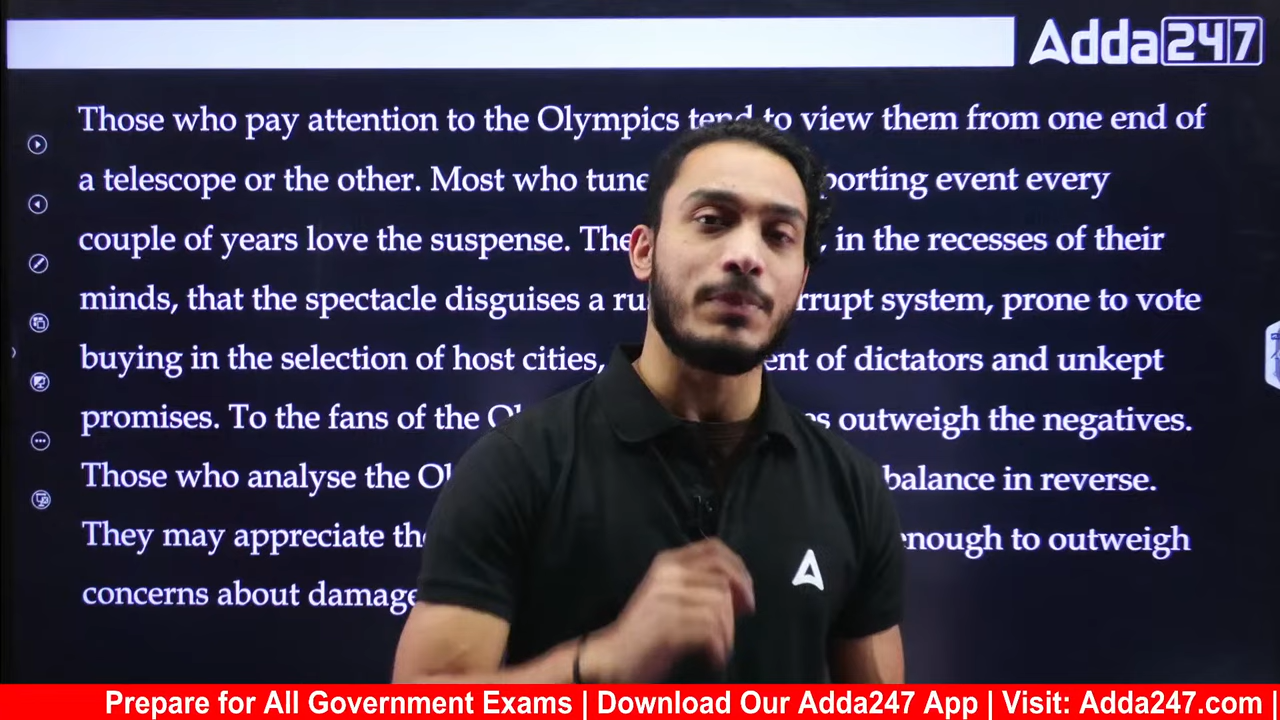 Adda247
Those who pay attention to the Olympics tend to view them from one end of
a telescope or the other. Most who tune porting event every
couple of years love the suspense. The , in the recesses of their
minds, that the spectacle disguises a ru rrupt system, prone to vote
buying in the selection of host cities, ent of dictators and unkept
promises. To the fans of the Ol es outweigh the negatives.
Those who analyse the Ol balance in reverse.
They may appreciate the enough to outweigh
concerns about damage
Prepare for All Government Exams | Download Our Adda247 App | Visit: Adda247.com |